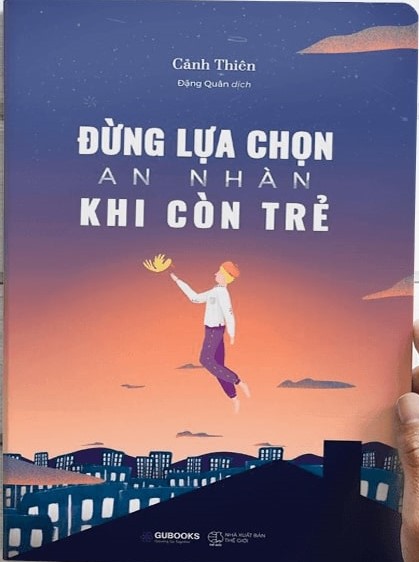 Cảnh Thiên
Đặng Quân dịch
ĐỪNG LỰA CHỌN
AN NHÀN
KHI CÒN TRẺ
GUBOOKS
NHÀ XUẤT BẢN
THẾ GIỚI